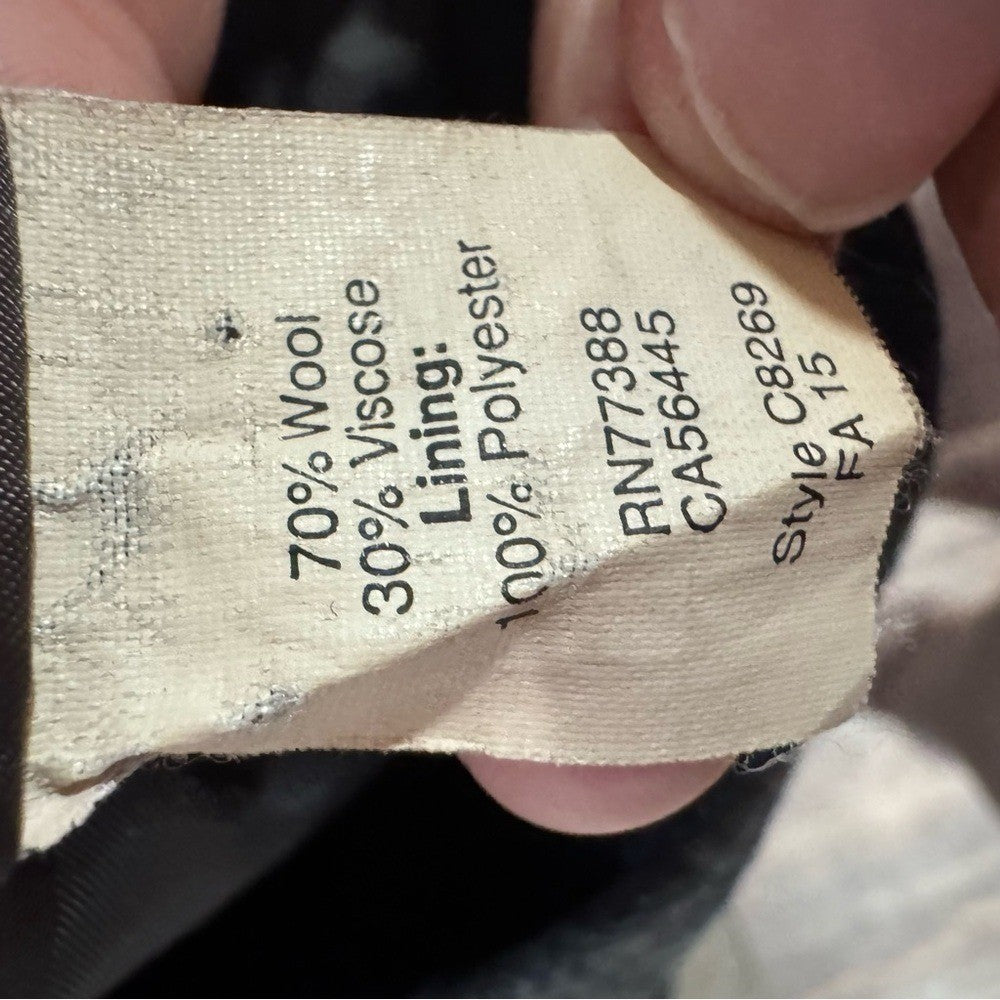 70% Wool
30% Viscose
Lining:
100% Polyester
RN77388
CA56445
Style C8269
FA 15